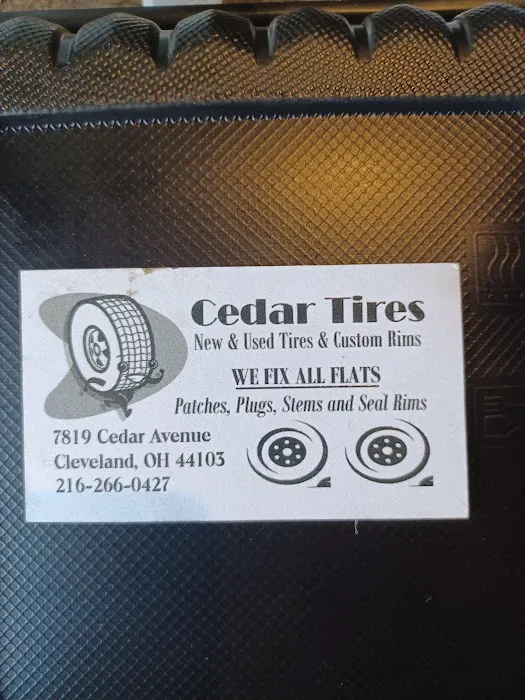 Cedar Tires
New & Used Tires & Custom Rims
WE FIX ALL FLATS
Patches, Plugs, Stems and Seal Rims
7819 Cedar Avenue
Cleveland, OH 44103
216-266-0427